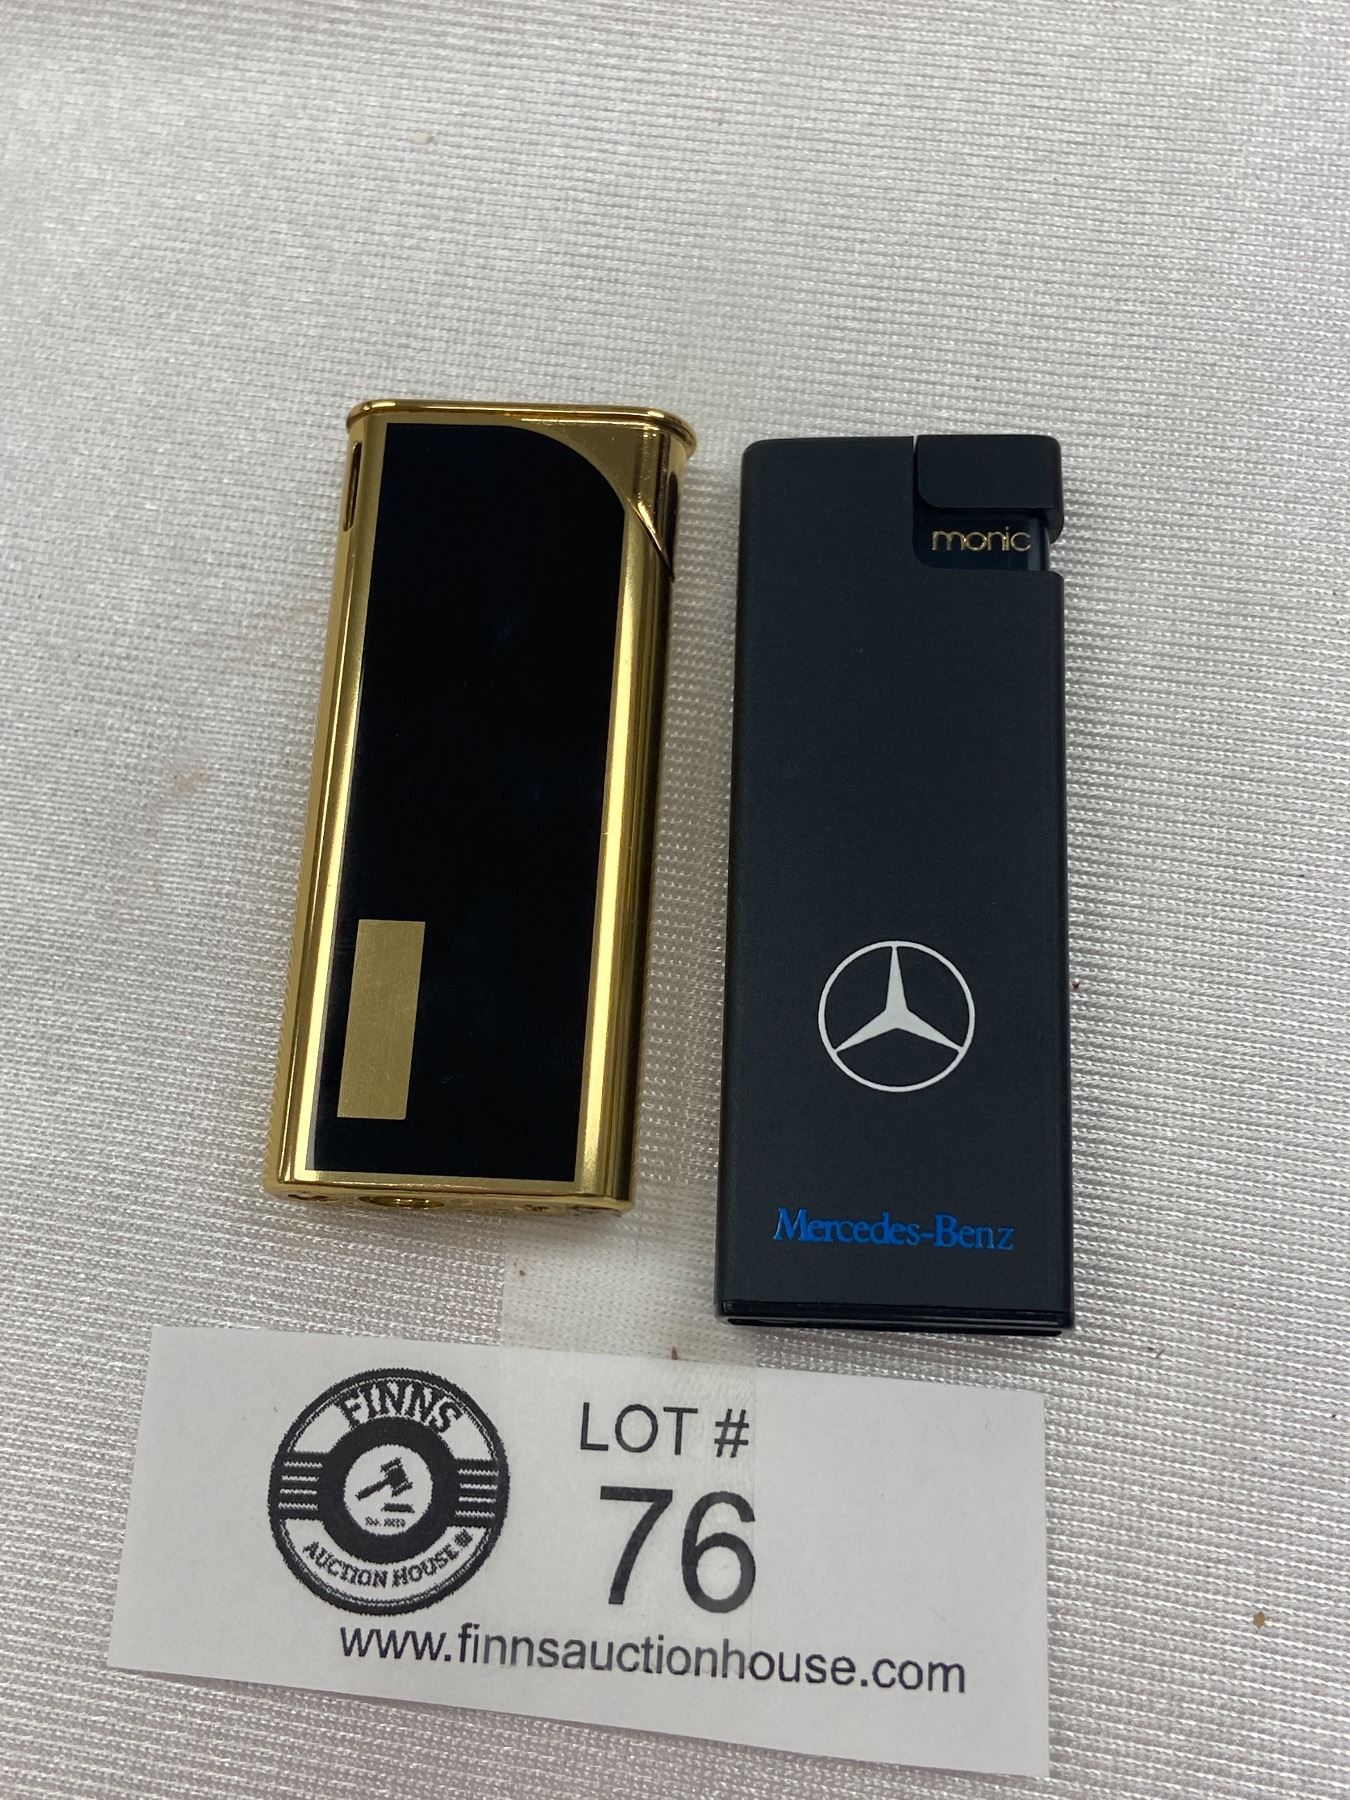 monic
Mercedes-Benz
FINNS
AUCTION HOUSE
LOT #
76
www.finnsauctionhouse.com